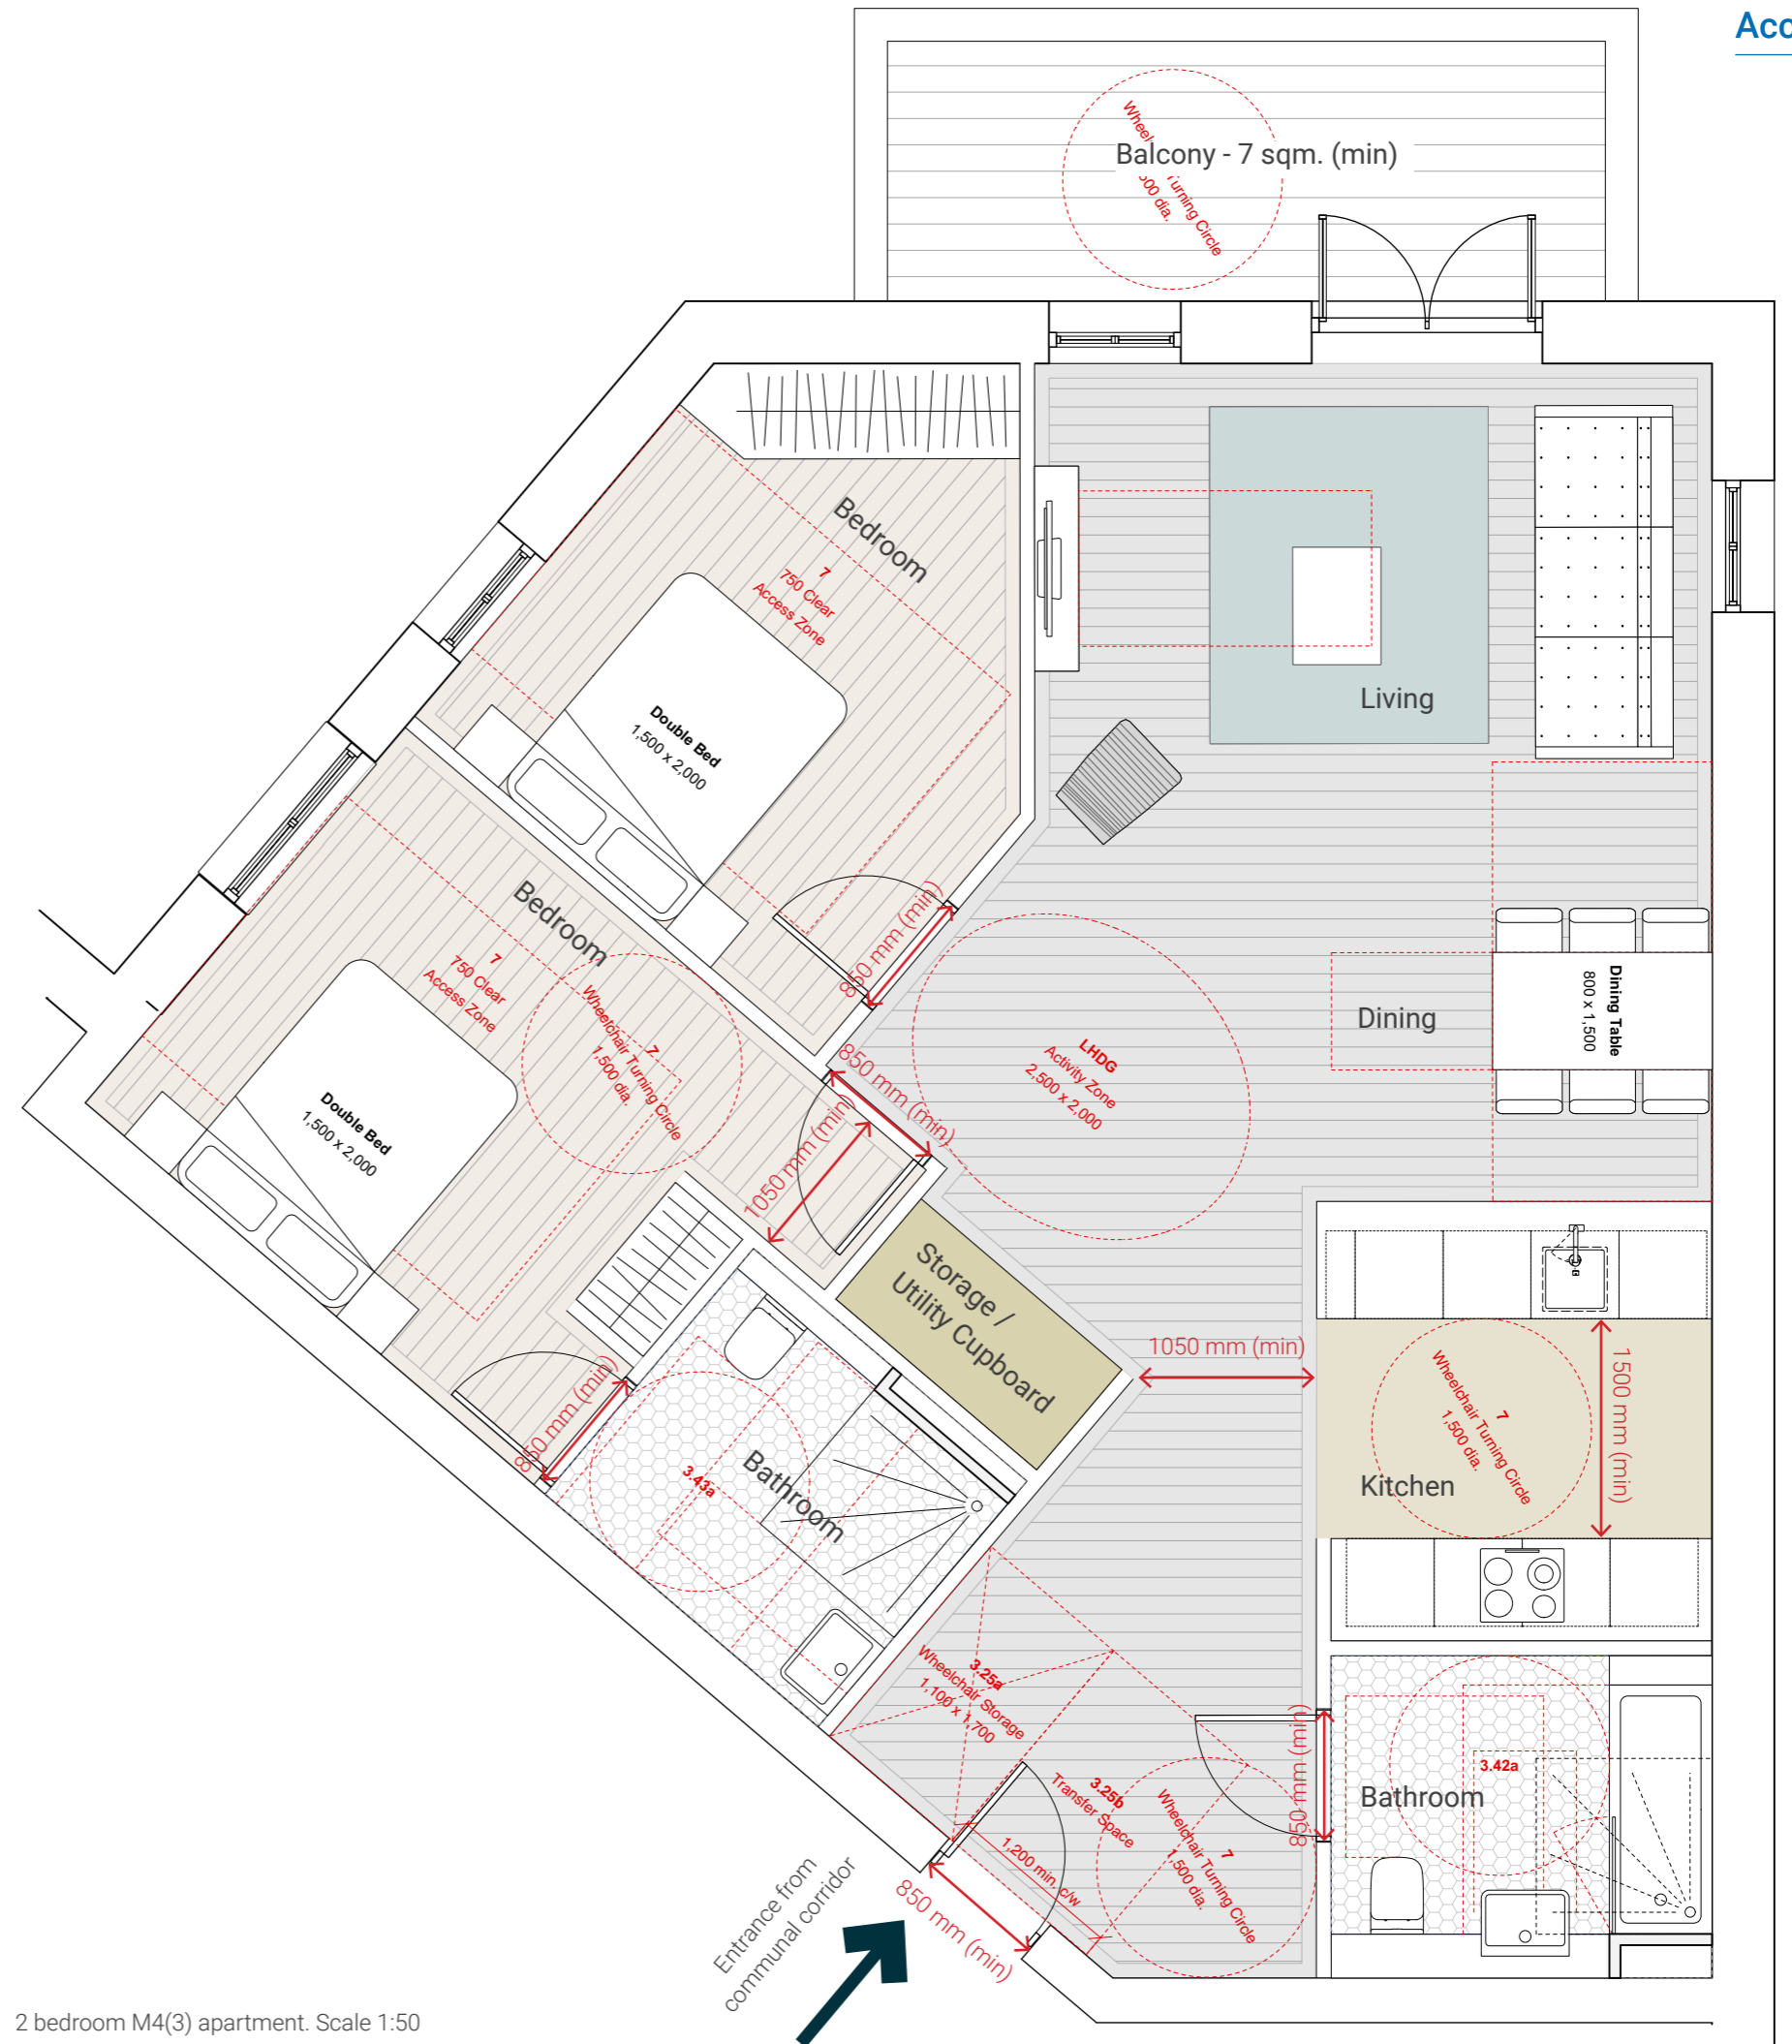 Acc
Wheel
Turning Circle
500 dia.
Balcony - 7 sqm. (min)
Bedroom
7
750 Clear
Access Zone
Double Bed
1,500 x 2,000
850 mm (min)
Living
Bedroom
7
750 Clear
Access Zone
7
Wheelchair Turning Circle
1,500 dia.
Double Bed
1,500 x 2,000
850 mm (min)
1050 mm (min)
LHDG
Activity Zone
2,500 x 2,000
Dining
Dining Table
800 x 1,500
Storage /
Utility Cupboard
1050 mm (min)
7
Wheelchair Turning Circle
1,500 dia.
1500 mm (min)
Kitchen
850 mm (min)
3.43a
Bathroom
3.25a
Wheelchair Storage
1,100 x 1,700
3.25b
Transfer Space
7
Wheelchair Turning Circle
1,500 dia.
1,200 min. c/w
850 mm (min)
850 mm (min)
3.42a
Bathroom
Entrance from
communal corridor
2 bedroom M4(3) apartment. Scale 1:50